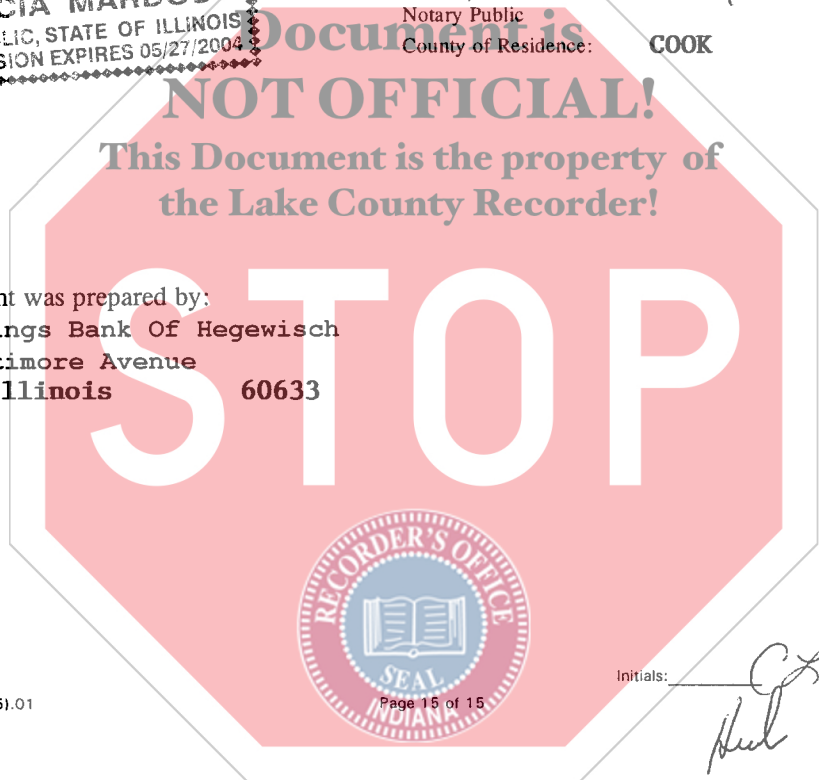 Notary Public
LIC, STATE OF ILLINOIS
SION EXPIRES 05/27/2004
County of Residence: COOK
Document is
NOT OFFICIAL!
This Document is the property of
the Lake County Recorder!
nt was prepared by:
ngs Bank Of Hegewisch
timore Avenue
llinois 60633
STOP
RECORDER'S OFFICE
SEAL
INDIANA
Initials:
5).01
Page 15 of 15